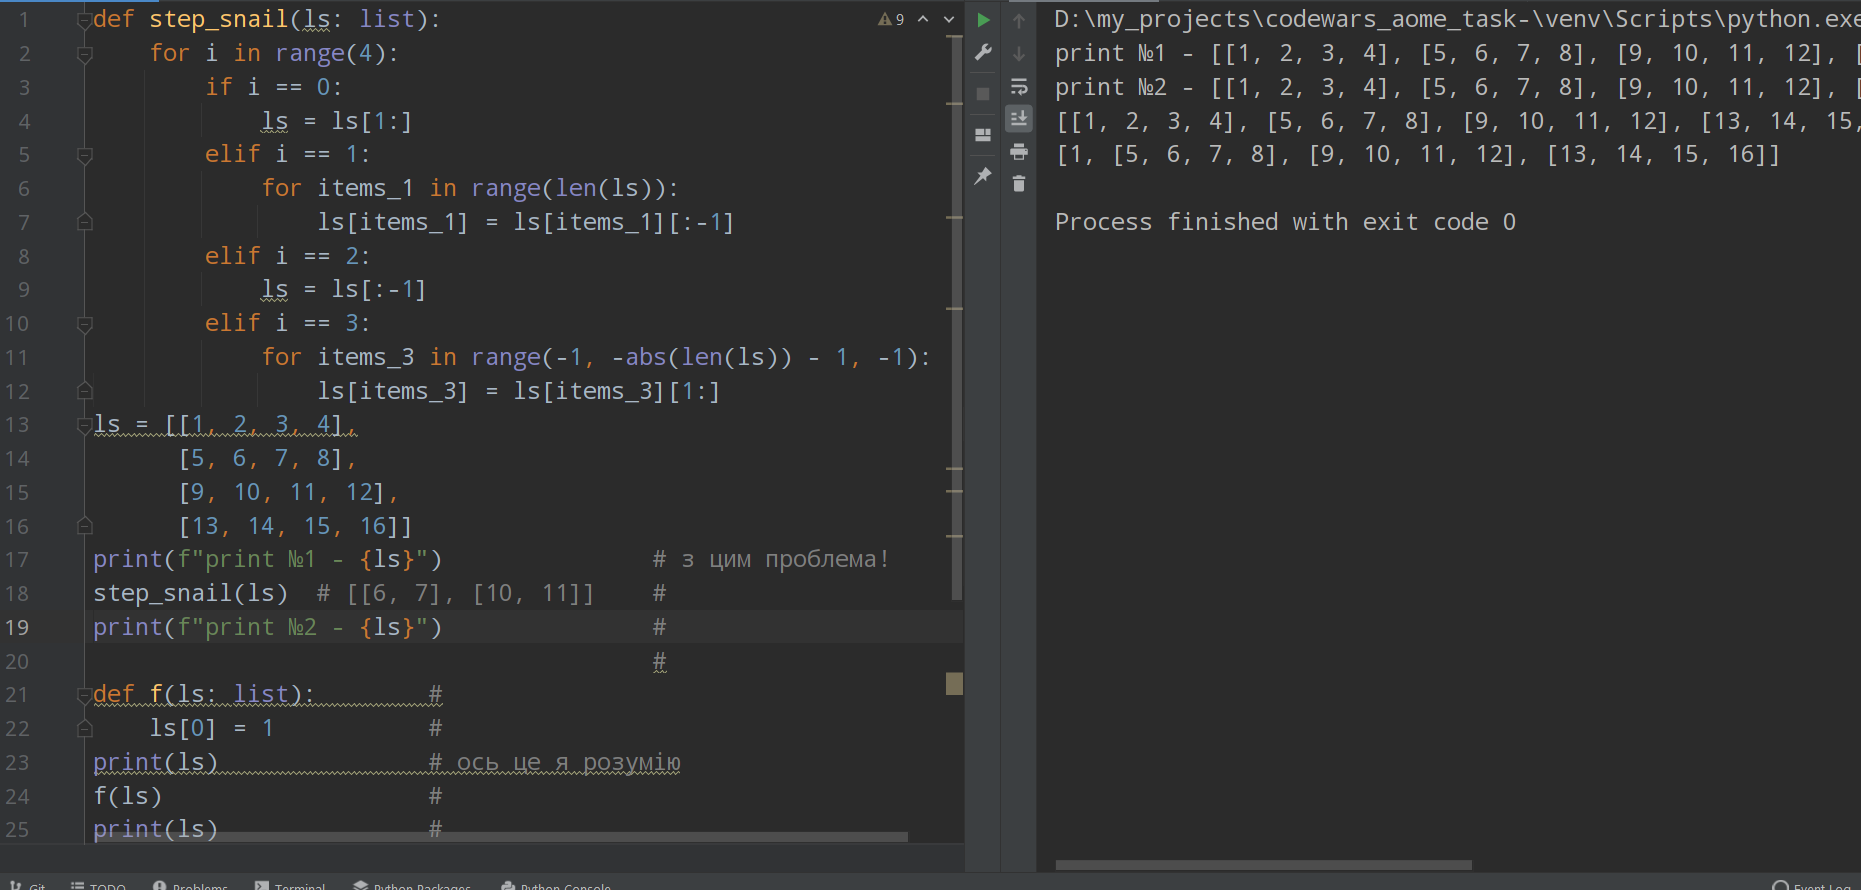 1 def step_snail(ls: list):
2 for i in range(4):
3 if i == 0:
4 ls = ls[1:]
5 elif i == 1:
6 for items_1 in range(len(ls)):
7 ls[items_1] = ls[items_1][:-1]
8 elif i == 2:
9 ls = ls[:-1]
10 elif i == 3:
11 for items_3 in range(-1, -abs(len(ls)) - 1, -1):
12 ls[items_3] = ls[items_3][1:]
13 ls = [[1, 2, 3, 4],
14 [5, 6, 7, 8],
15 [9, 10, 11, 12],
16 [13, 14, 15, 16]]
17 print(f"print №1 - {ls}") # з цим проблема!
18 step_snail(ls) # [[6, 7], [10, 11]] #
19 print(f"print №2 - {ls}") #
20 #
21 def f(ls: list): #
22 ls[0] = 1 #
23 print(ls) # ось це я розумію
24 f(ls) #
25 print(ls) #
9
D:\my_projects\codewars_aome_task-\venv\Scripts\python.exe
print №1 - [[1, 2, 3, 4], [5, 6, 7, 8], [9, 10, 11, 12], [
print №2 - [[1, 2, 3, 4], [5, 6, 7, 8], [9, 10, 11, 12], [
[[1, 2, 3, 4], [5, 6, 7, 8], [9, 10, 11, 12], [13, 14, 15,
[1, [5, 6, 7, 8], [9, 10, 11, 12], [13, 14, 15, 16]]
Process finished with exit code 0
Git TODO Problems Terminal Python Packages Python Console Event Log